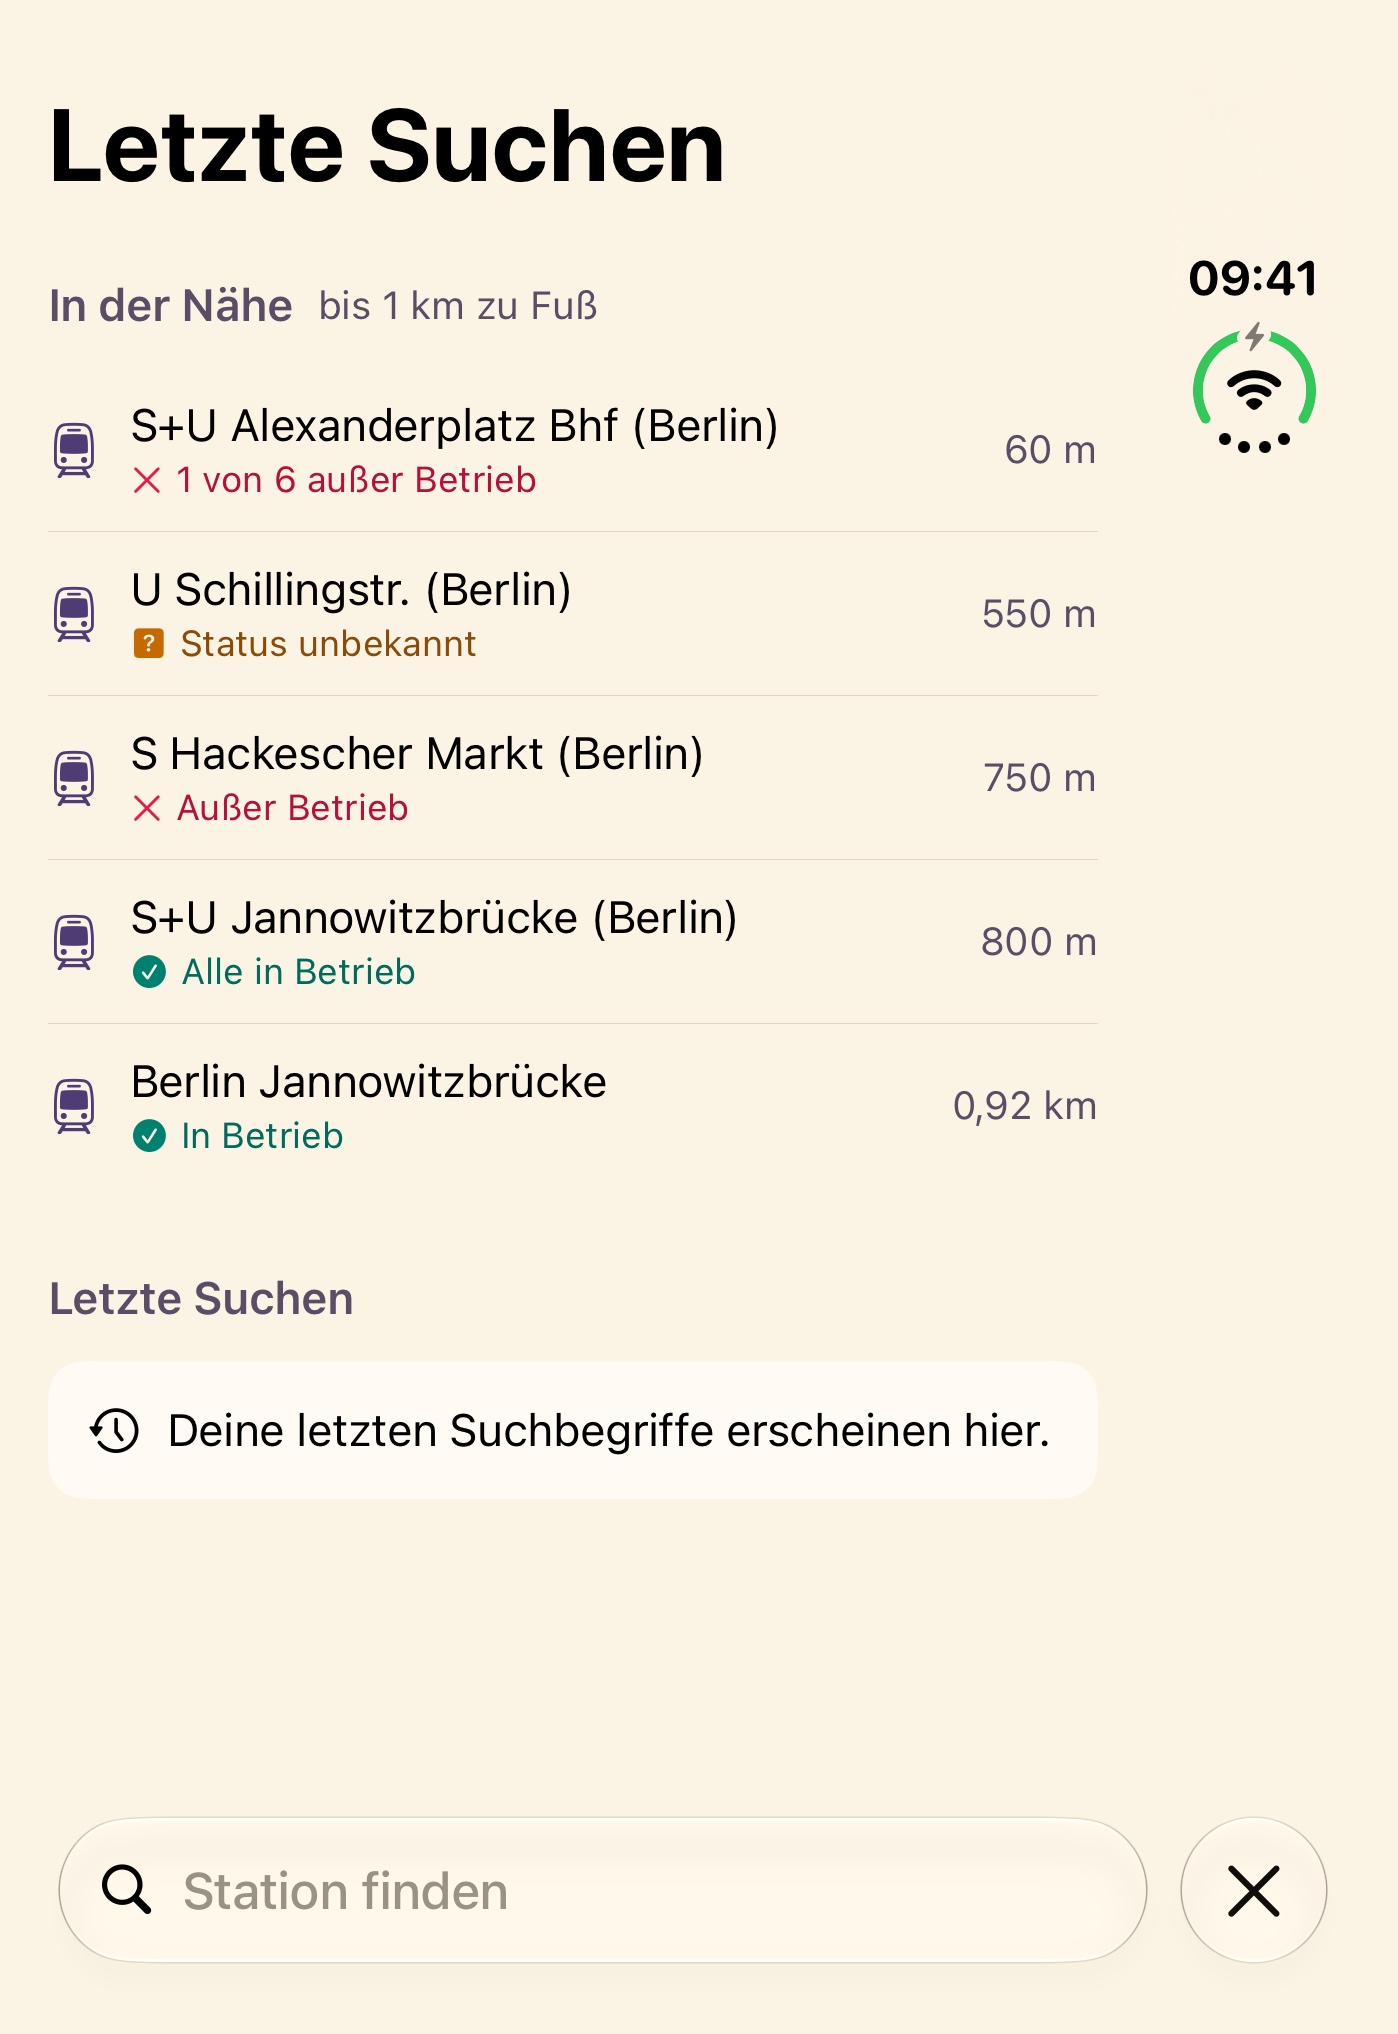 Letzte Suchen
09:41
In der Nähe bis 1 km zu Fuß
S+U Alexanderplatz Bhf (Berlin)
1 von 6 außer Betrieb
60 m
U Schillingstr. (Berlin)
? Status unbekannt
550 m
S Hackescher Markt (Berlin)
Außer Betrieb
750 m
S+U Jannowitzbrücke (Berlin)
Alle in Betrieb
800 m
Berlin Jannowitzbrücke
In Betrieb
0,92 km
Letzte Suchen
Deine letzten Suchbegriffe erscheinen hier.
Station finden